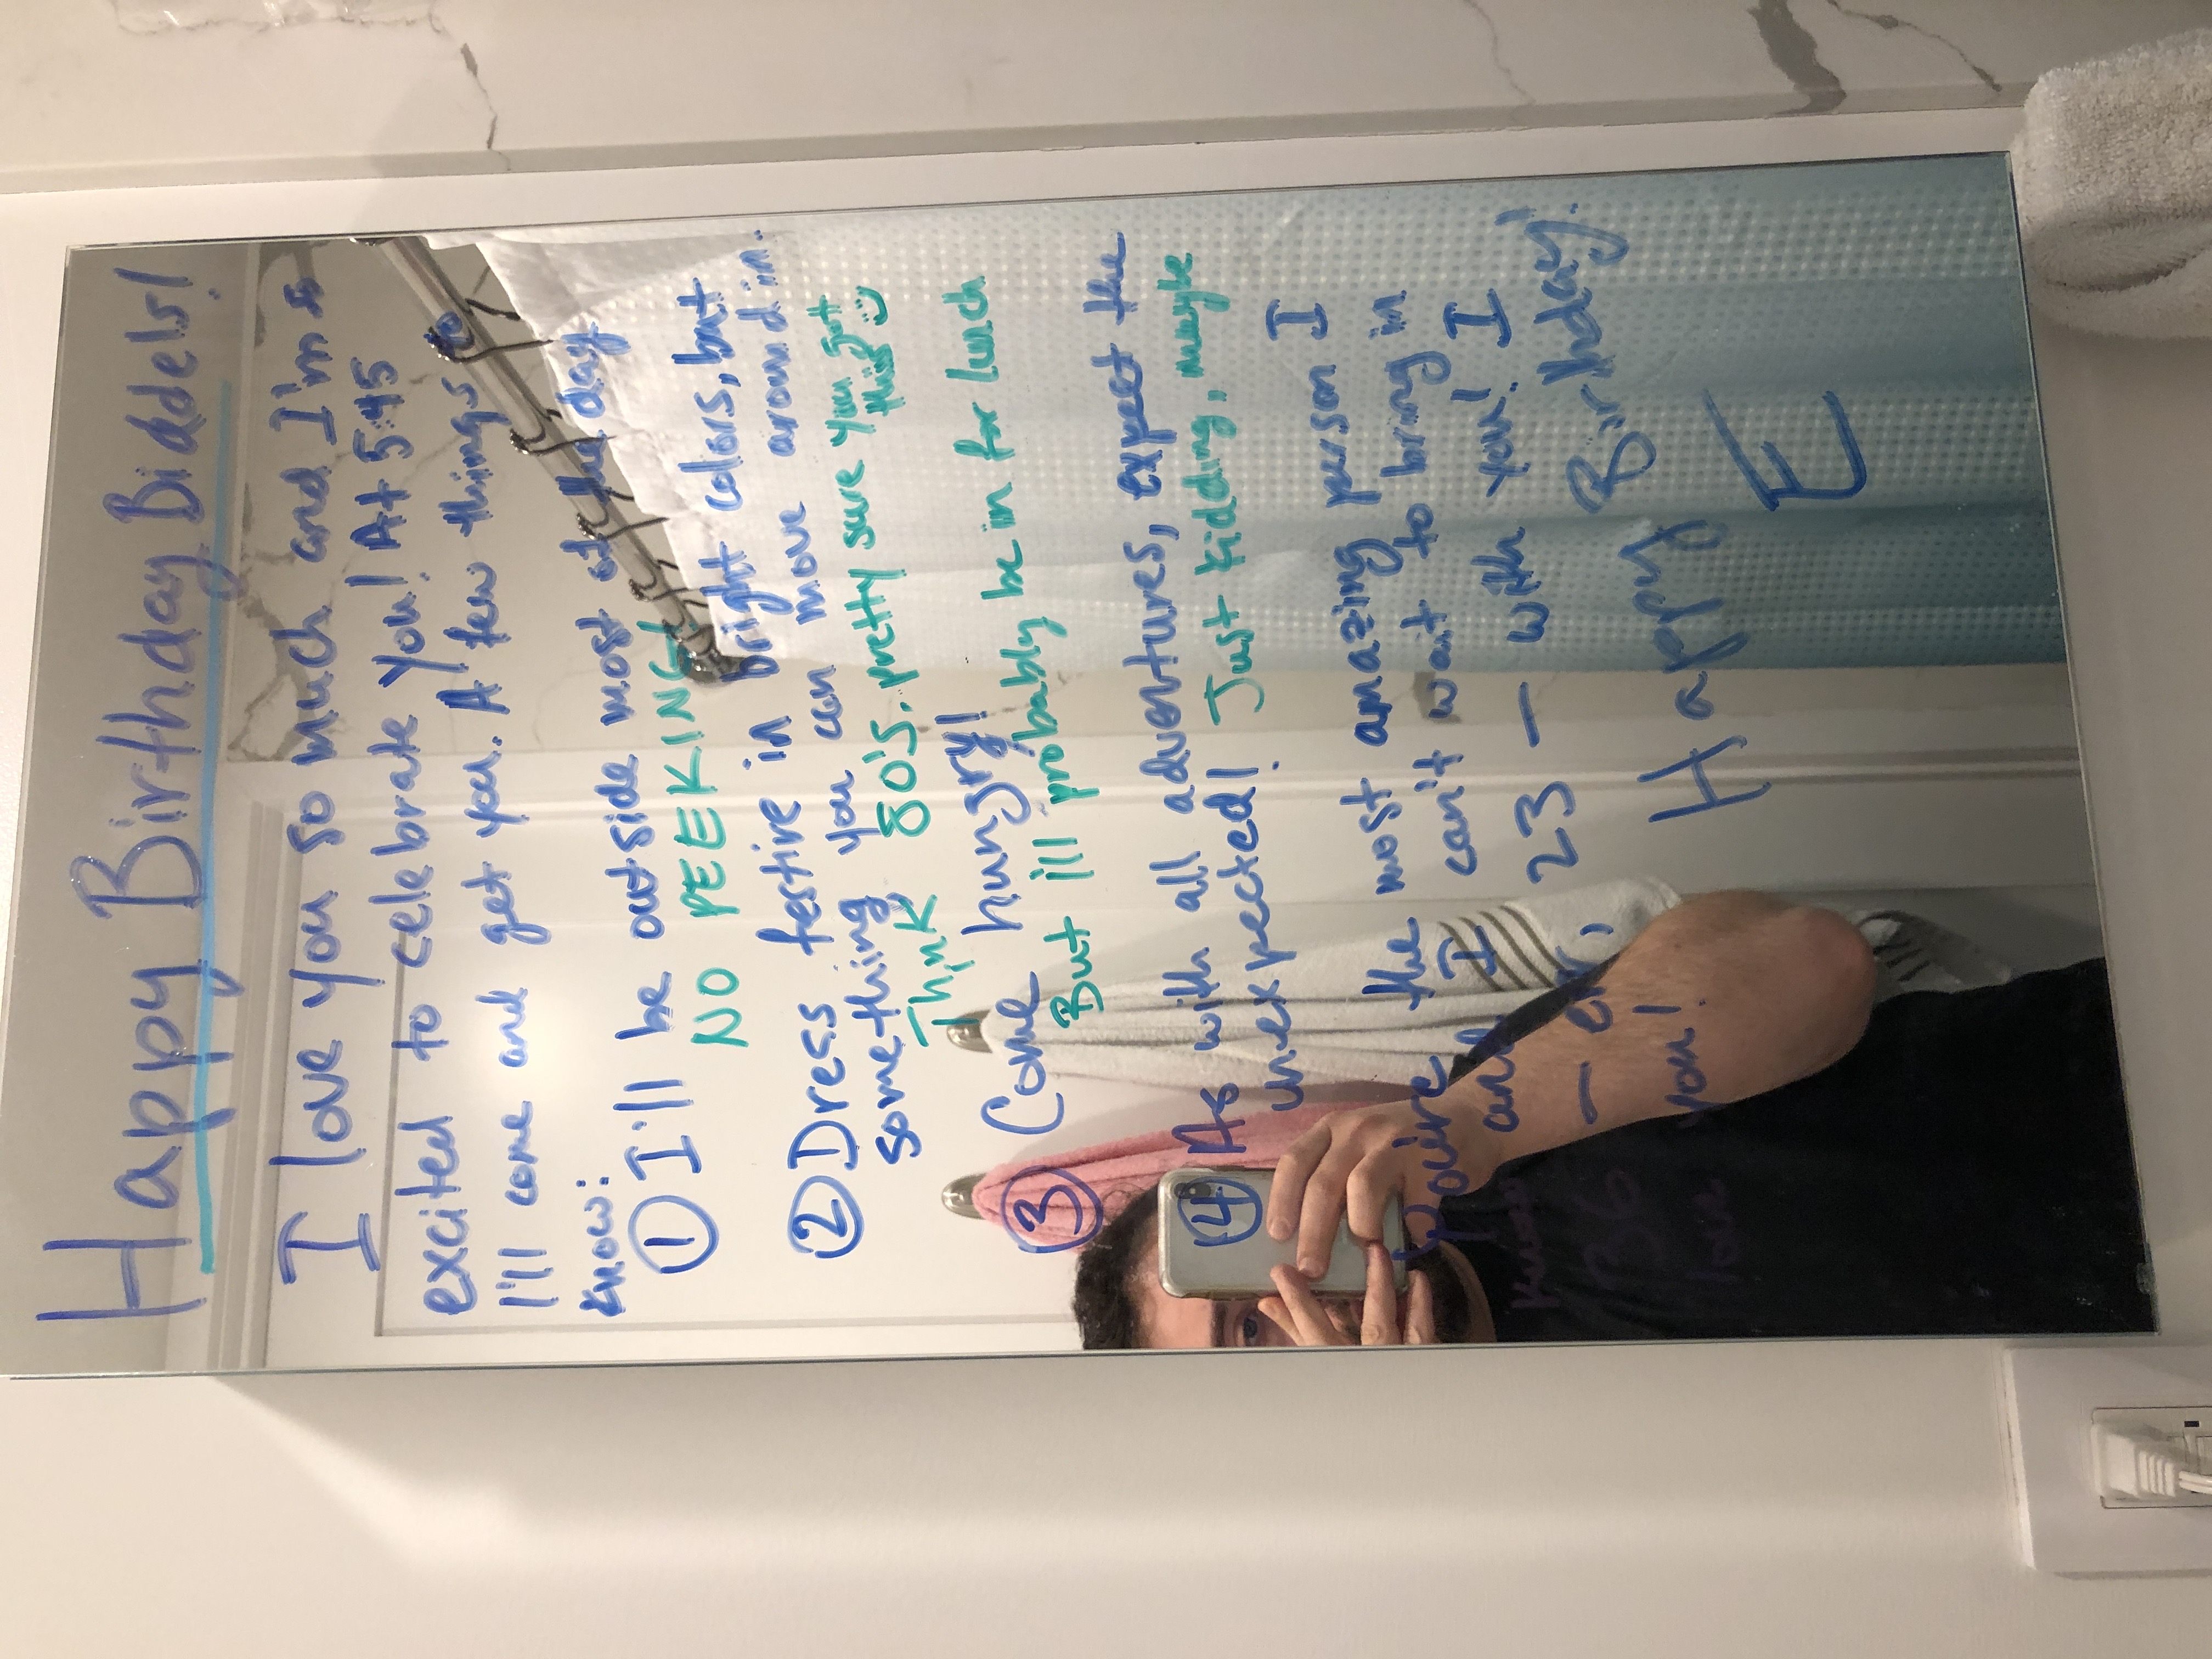 Happy Birthday Biddels!
I love you so much and I'm so
excited to celebrate you! At 5:45
I'll come and get you. A few things to
know:
① I'll be outside most of the day
NO PEEKING!
② Dress festive in bright colors, but
something you can move around in.
Think 80's. pretty sure you got
this :)
③ Come hungry!
But i'll probably be in for lunch
④ As with all adventures, expect the
unexpected! Just kidding, maybe
You're the most amazing person I
know and I can't wait to bring in
36 — err, 23 — with you! I
love you! Happy Birthday!
E